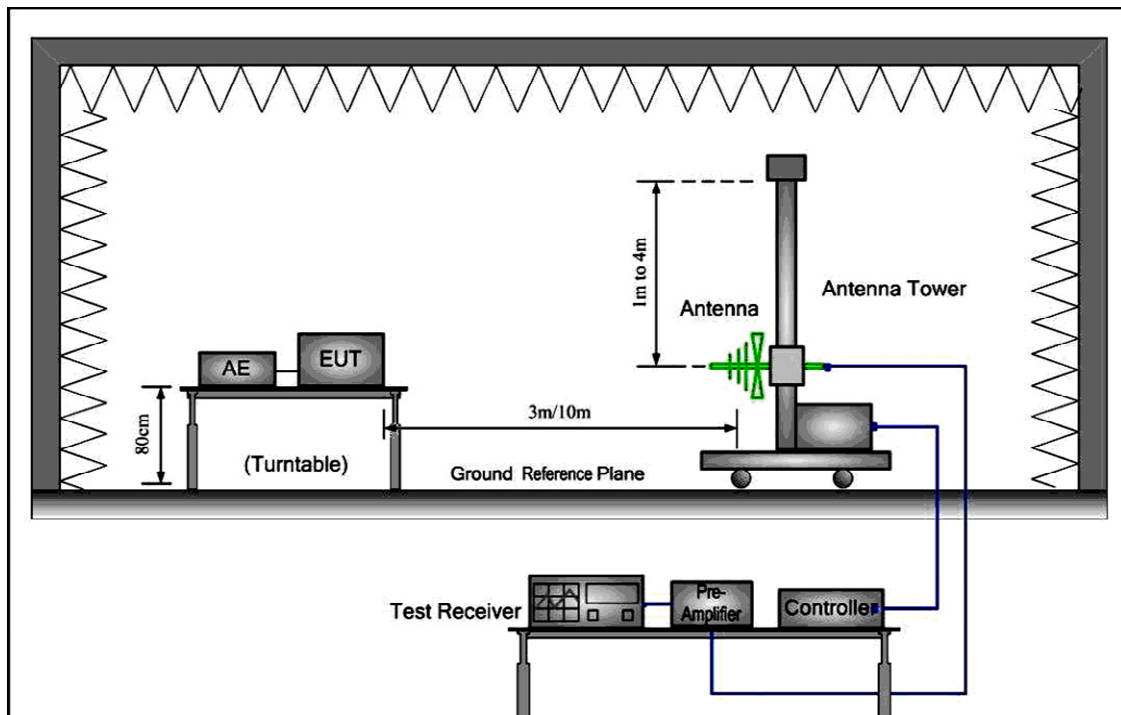 1m to 4m
Antenna
Antenna Tower
AE
EUT
80cm
3m/10m
(Turntable)
Ground Reference Plane
Test Receiver
Pre-
Amplifier
Controller